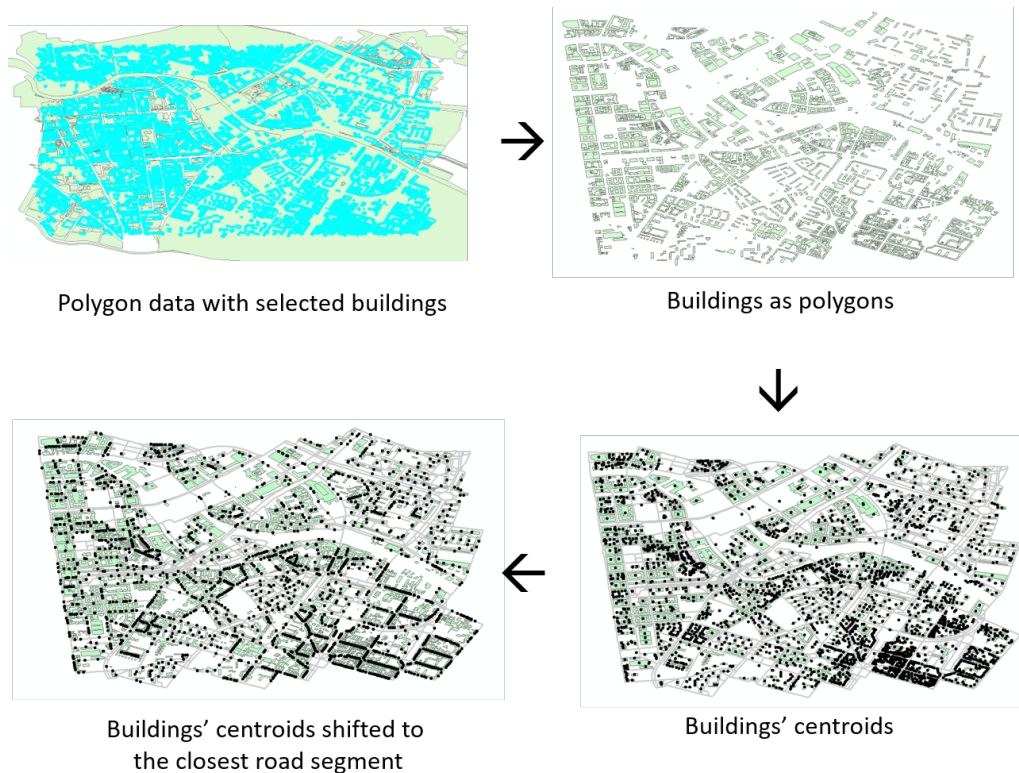 Polygon data with selected buildings
Buildings as polygons
Buildings’ centroids
Buildings’ centroids shifted to
the closest road segment